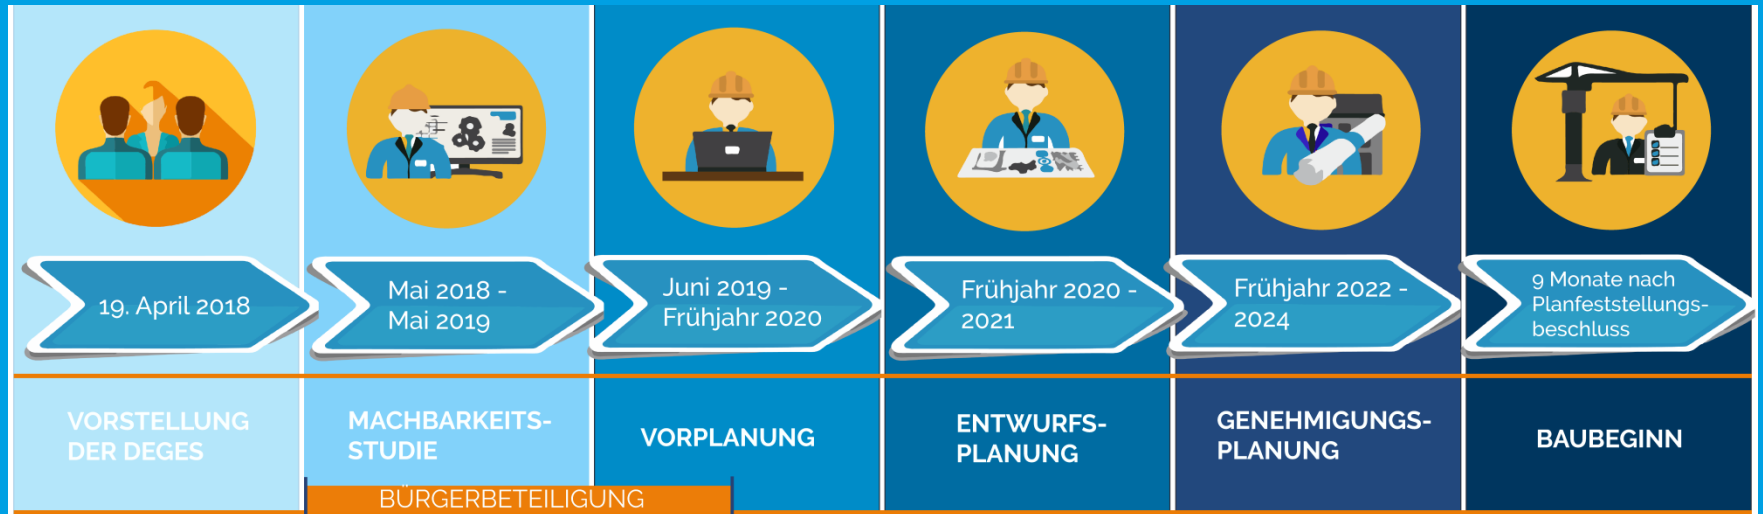 19. April 2018
Mai 2018 -
Mai 2019
Juni 2019 -
Frühjahr 2020
Frühjahr 2020 -
2021
Frühjahr 2022 -
2024
9 Monate nach
Planfeststellungs-
beschluss
VORSTELLUNG
DER DEGES
MACHBARKEITS-
STUDIE
VORPLANUNG
ENTWURFS-
PLANUNG
GENEHMIGUNGS-
PLANUNG
BAUBEGINN
BÜRGERBETEILIGUNG